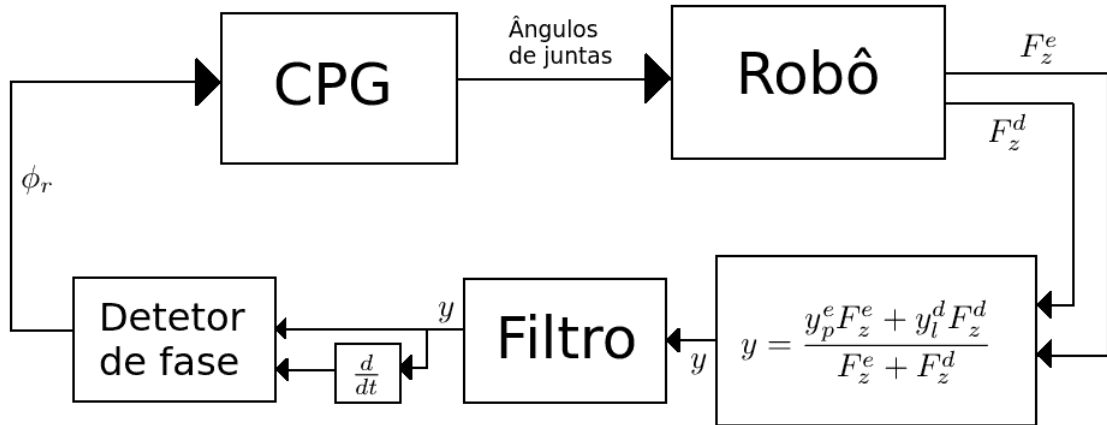 CPG
Ângulos
de juntas
Robô
F_z^e
F_z^d
ϕ_r
Detetor
de fase
y
d/dt
Filtro
y
y = (y_p^e F_z^e + y_l^d F_z^d) / (F_z^e + F_z^d)